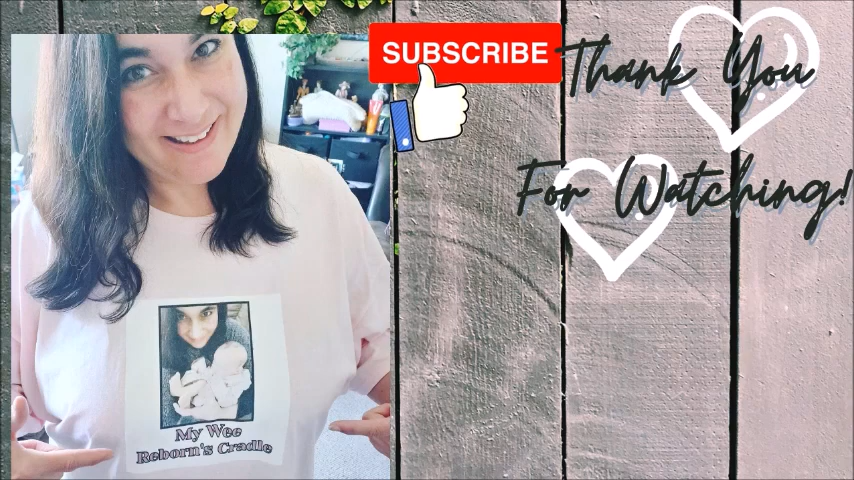 SUBSCRIBE
Thank You
For Watching!
My Wee
Reborn's Cradle